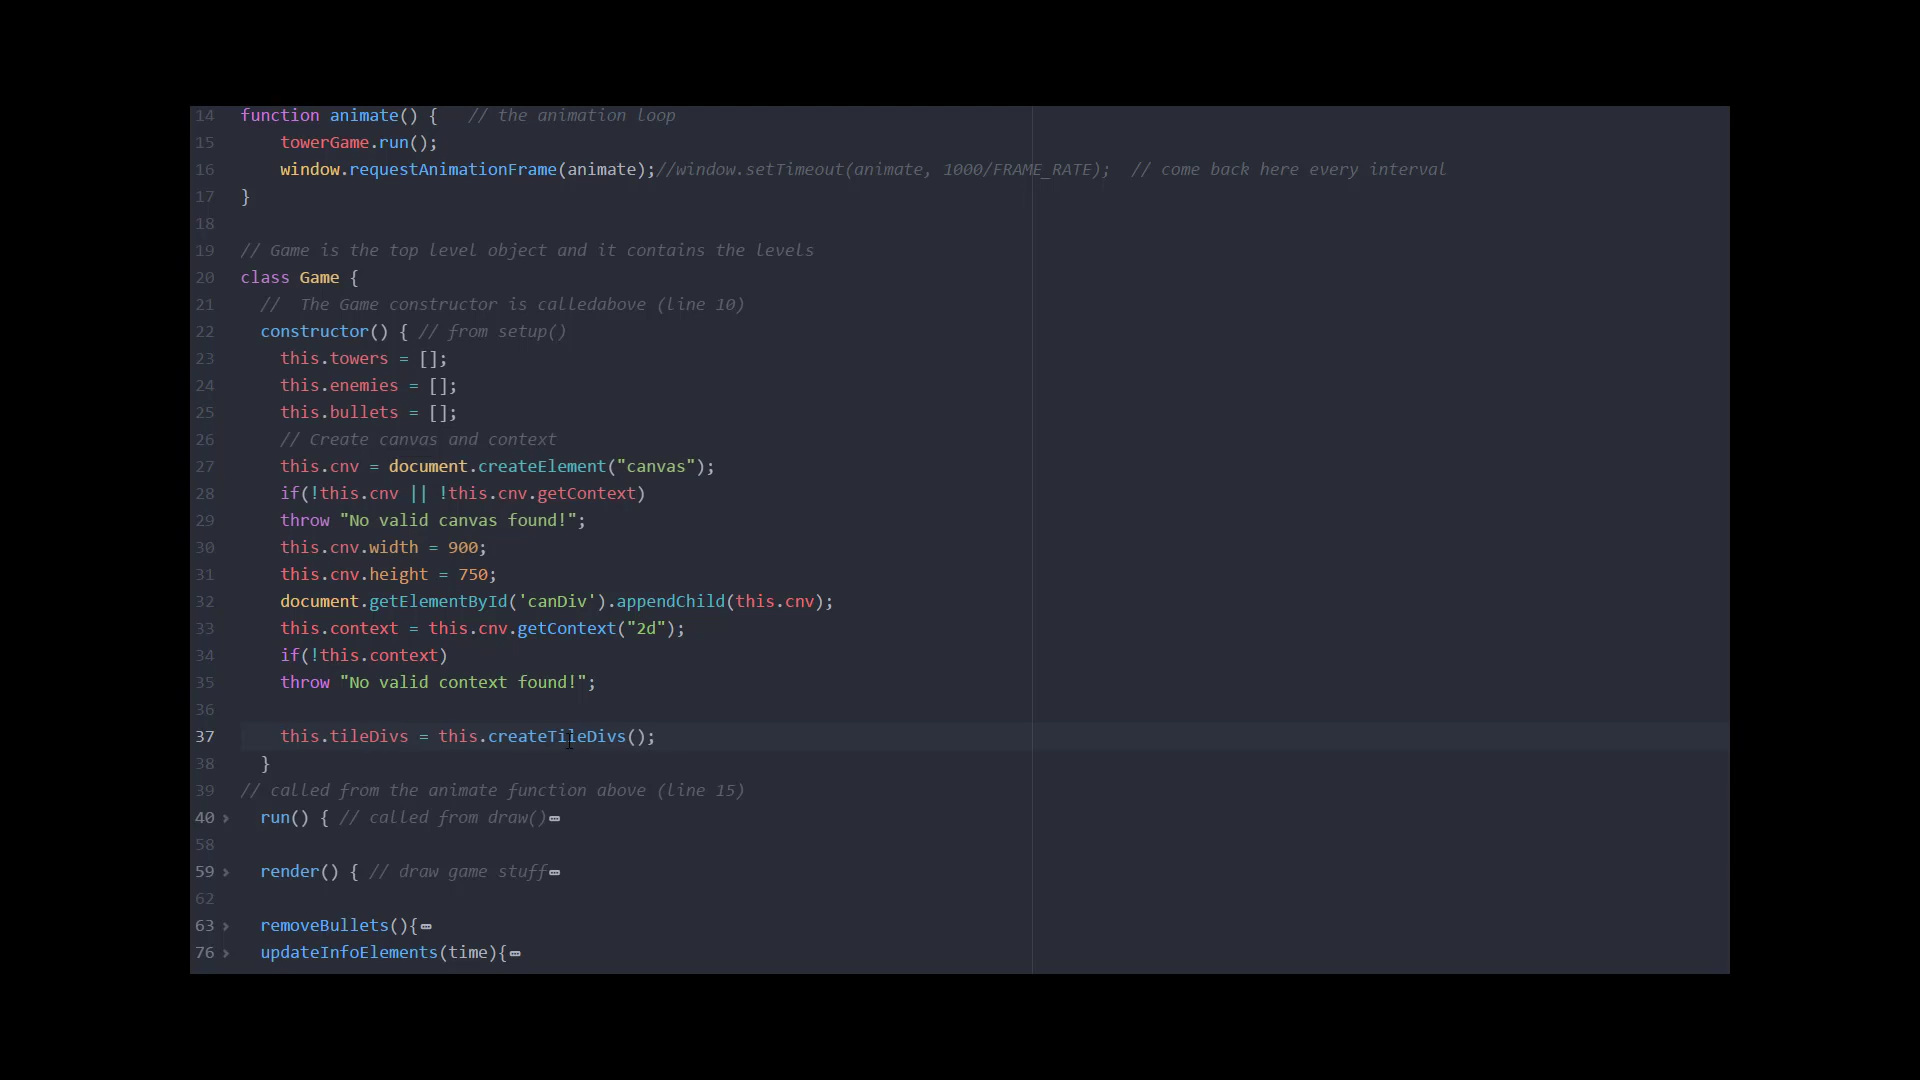 14 function animate() {   // the animation loop
15     towerGame.run();
16     window.requestAnimationFrame(animate);//window.setTimeout(animate, 1000/FRAME_RATE);  // come back here every interval
17 }
18
19 // Game is the top level object and it contains the levels
20 class Game {
21   //  The Game constructor is calledabove (line 10)
22   constructor() { // from setup()
23     this.towers = [];
24     this.enemies = [];
25     this.bullets = [];
26     // Create canvas and context
27     this.cnv = document.createElement("canvas");
28     if(!this.cnv || !this.cnv.getContext)
29     throw "No valid canvas found!";
30     this.cnv.width = 900;
31     this.cnv.height = 750;
32     document.getElementById('canDiv').appendChild(this.cnv);
33     this.context = this.cnv.getContext("2d");
34     if(!this.context)
35     throw "No valid context found!";
36
37     this.tileDivs = this.createTileDivs();
38   }
39 // called from the animate function above (line 15)
40   run() { // called from draw()
58
59   render() { // draw game stuff
62
63   removeBullets(){
76   updateInfoElements(time){